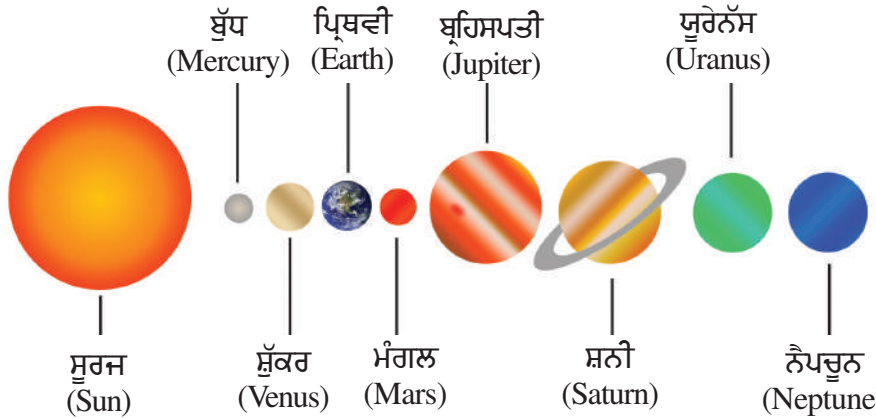 ਬੁੱਧ
(Mercury)
ਪ੍ਰਿਥਵੀ
(Earth)
ਬ੍ਰਹਿਸਪਤੀ
(Jupiter)
ਯੂਰੇਨੱਸ
(Uranus)
ਸੂਰਜ
(Sun)
ਸ਼ੁੱਕਰ
(Venus)
ਮੰਗਲ
(Mars)
ਸ਼ਨੀ
(Saturn)
ਨੈਪਚੂਨ
(Neptune